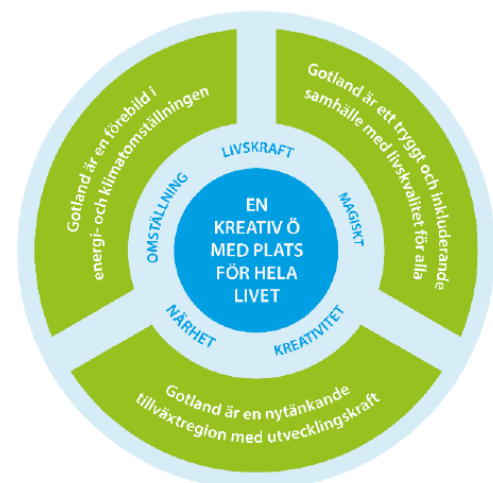 Gotland är en förebild i
energi- och klimatomställningen
Gotland är ett tryggt och inkluderande
samhälle med livskvalitet för alla
LIVSKRAFT
MAGISKT
KREATIVITET
NÄRHET
OMSTÄLLNING
EN
KREATIV Ö
MED PLATS
FÖR HELA
LIVET
Gotland är en nytänkande
tillväxtregion med utvecklingskraft